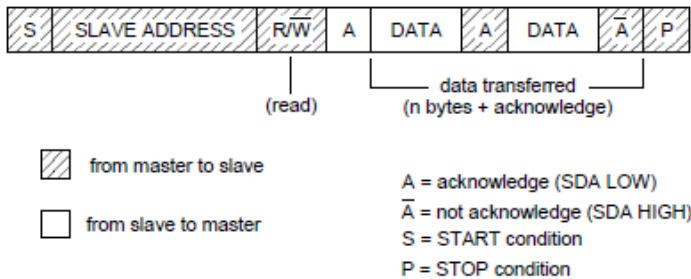 S SLAVE ADDRESS R/W̅ A DATA A DATA A̅ P
data transferred
(read) (n bytes + acknowledge)
from master to slave
A = acknowledge (SDA LOW)
A̅ = not acknowledge (SDA HIGH)
from slave to master
S = START condition
P = STOP condition